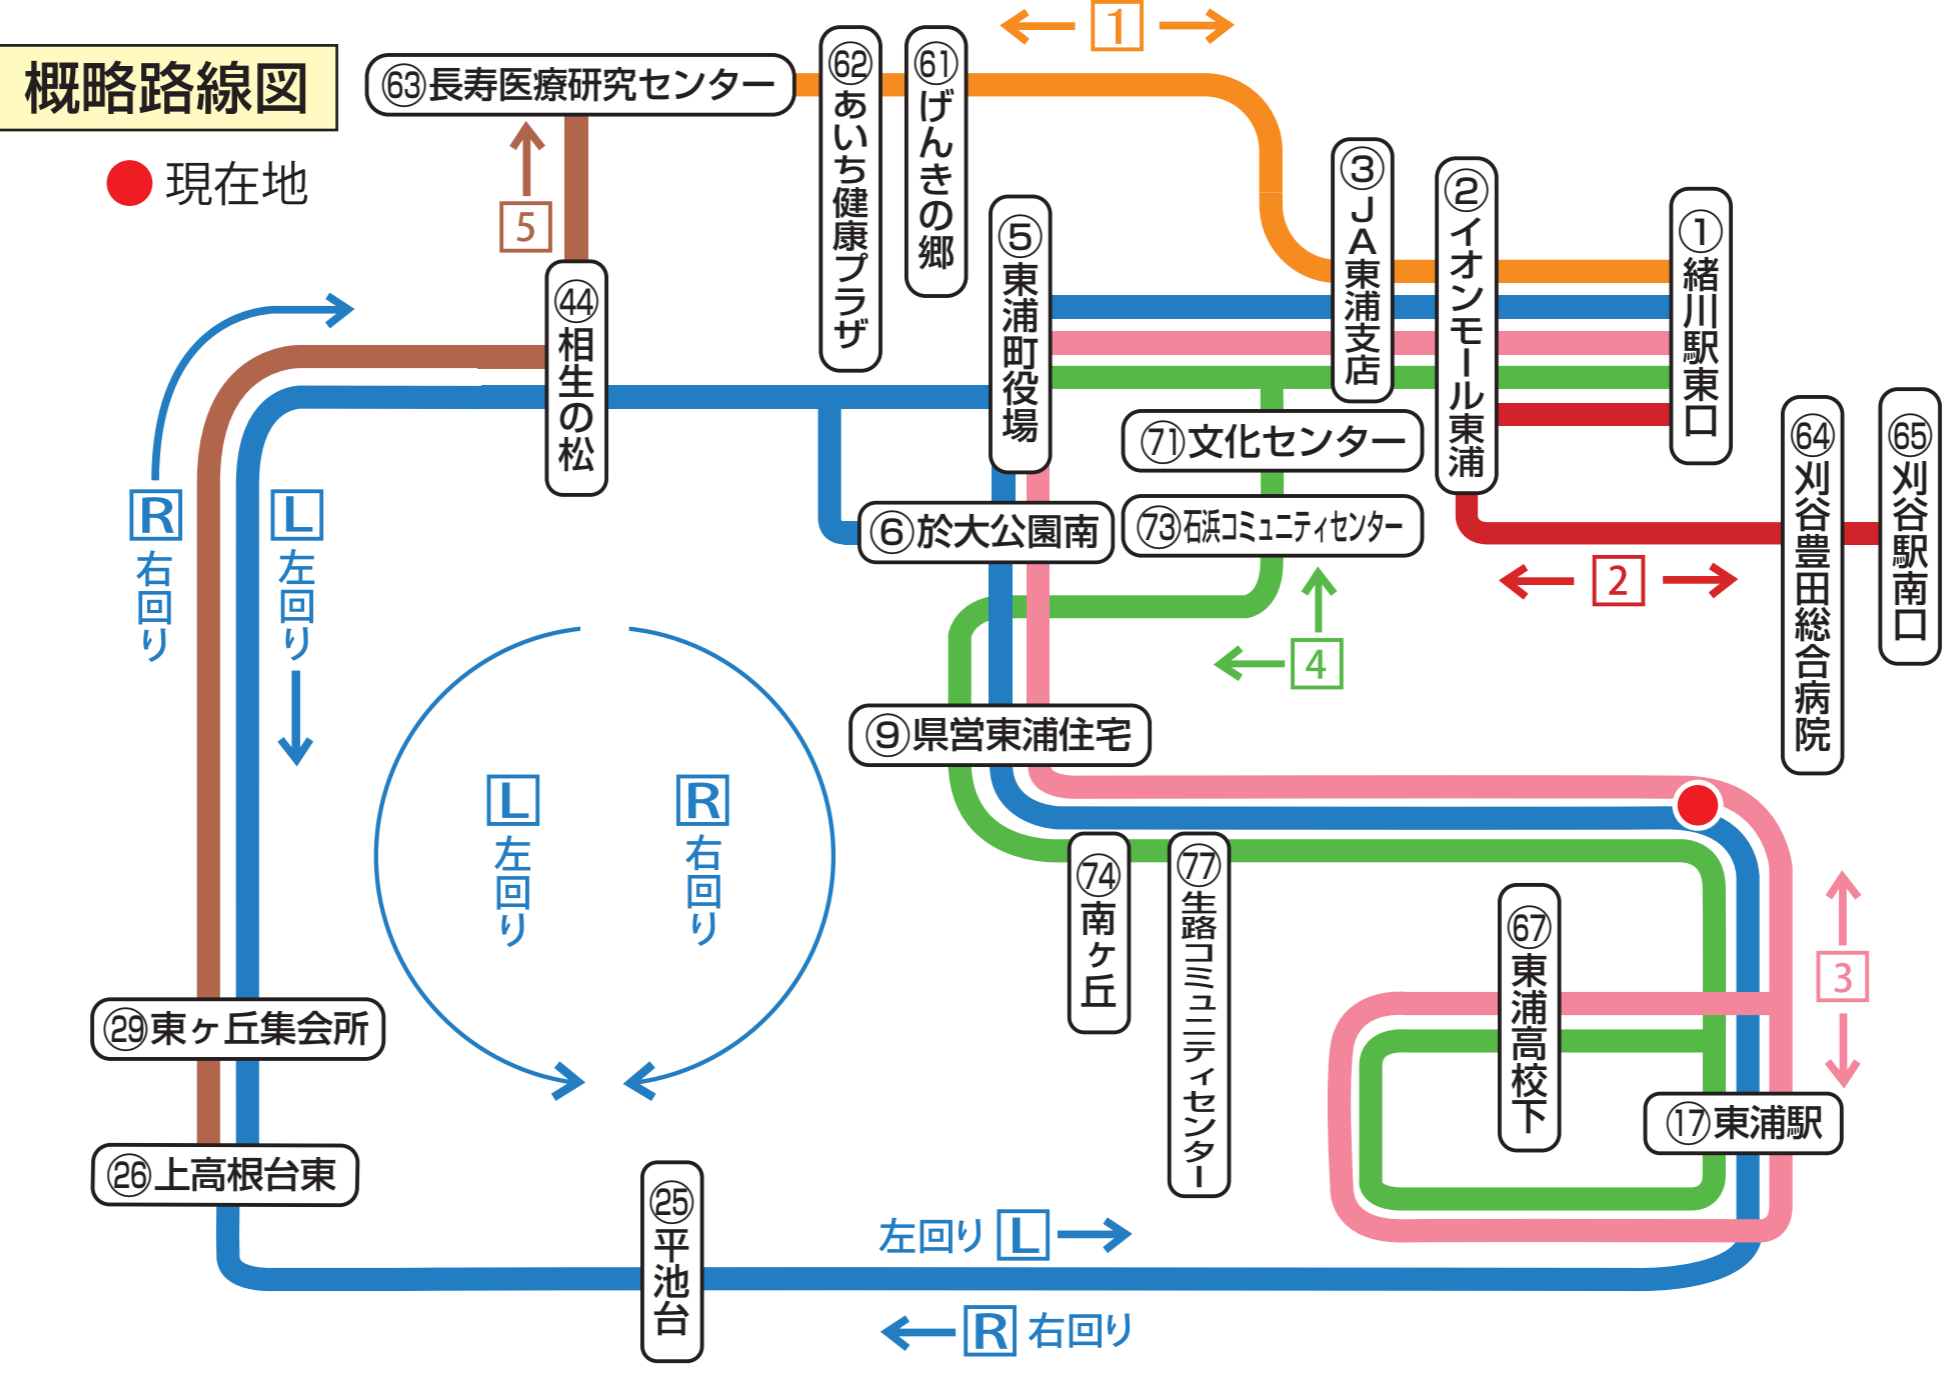 概略路線図
現在地
1
㊿63長寿医療研究センター
62あいち健康プラザ
61げんきの郷
5
③JA東浦支店
②イオンモール東浦
①緒川駅東口
⑤東浦町役場
㊹相生の松
71文化センター
64刈谷豊田総合病院
65刈谷駅南口
R
右回り
L
左回り
⑥於大公園南
73石浜コミュニティセンター
2
4
⑨県営東浦住宅
L
左回り
R
右回り
74南ヶ丘
77生路コミュニティセンター
67東浦高校下
3
㉙東ヶ丘集会所
⑰東浦駅
㉖上高根台東
㉕平池台
左回り L
R 右回り